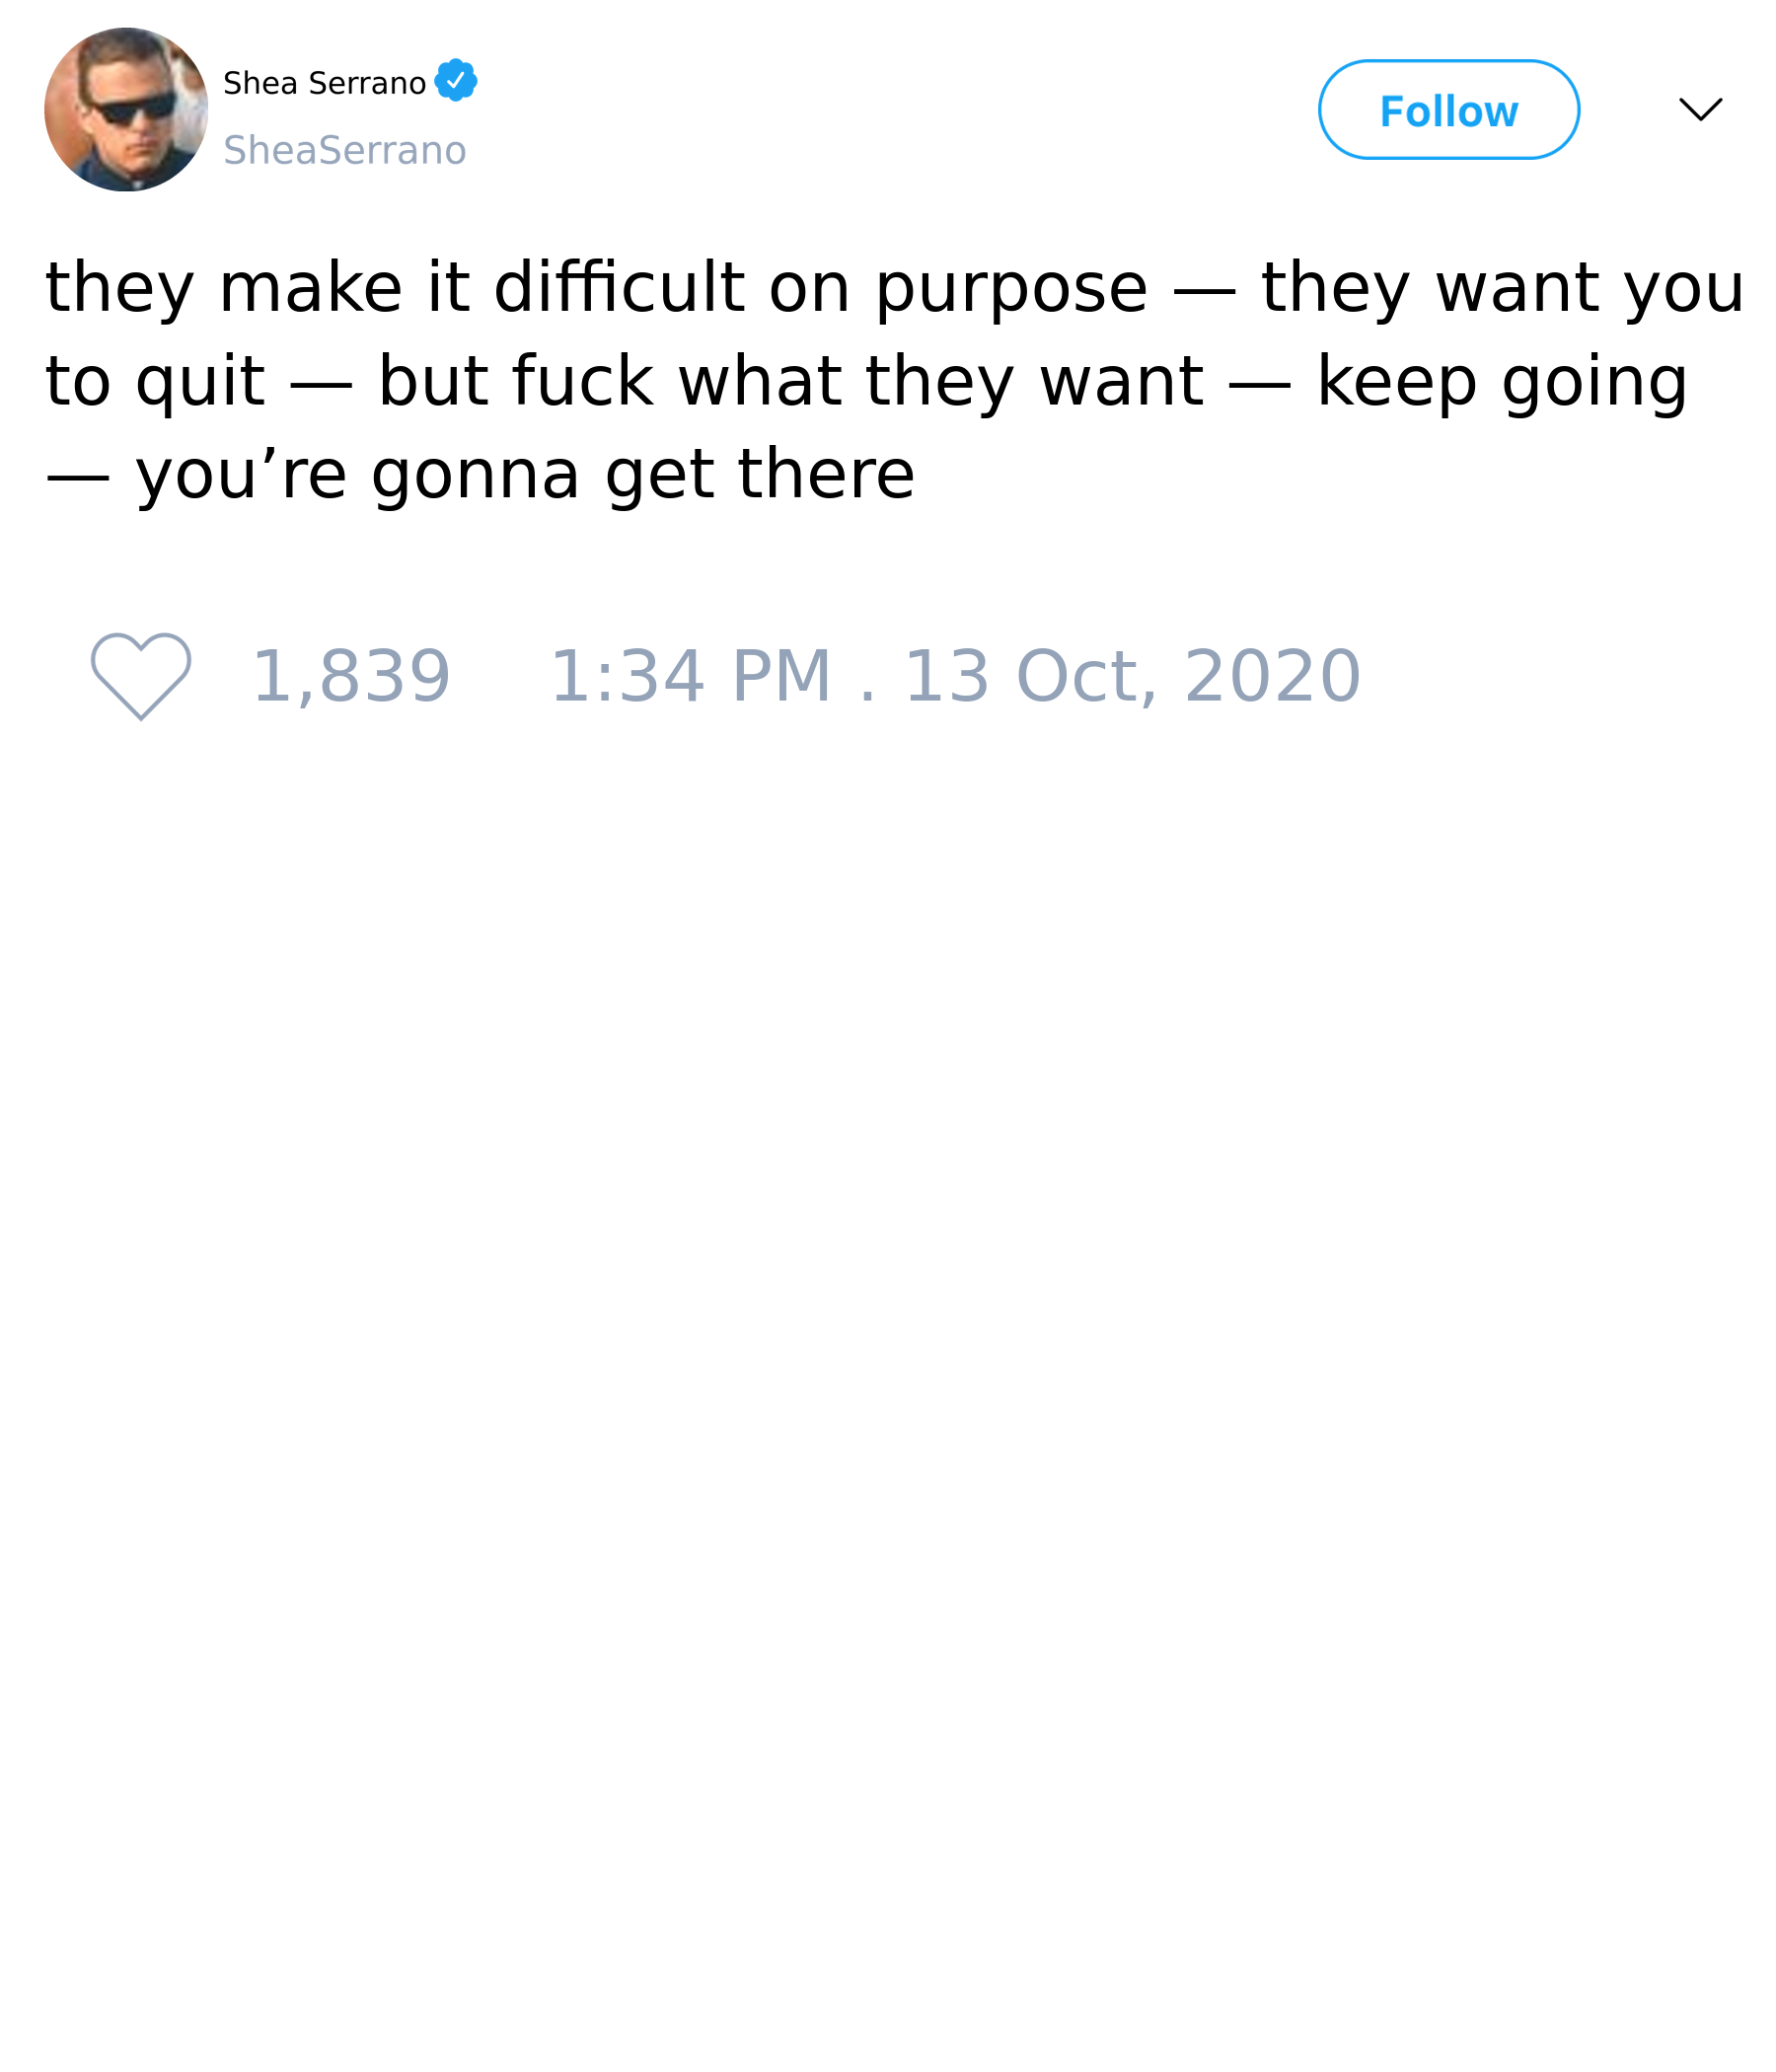 Shea Serrano
SheaSerrano
Follow
they make it difficult on purpose — they want you
to quit — but fuck what they want — keep going
— you’re gonna get there
1,839 1:34 PM . 13 Oct, 2020